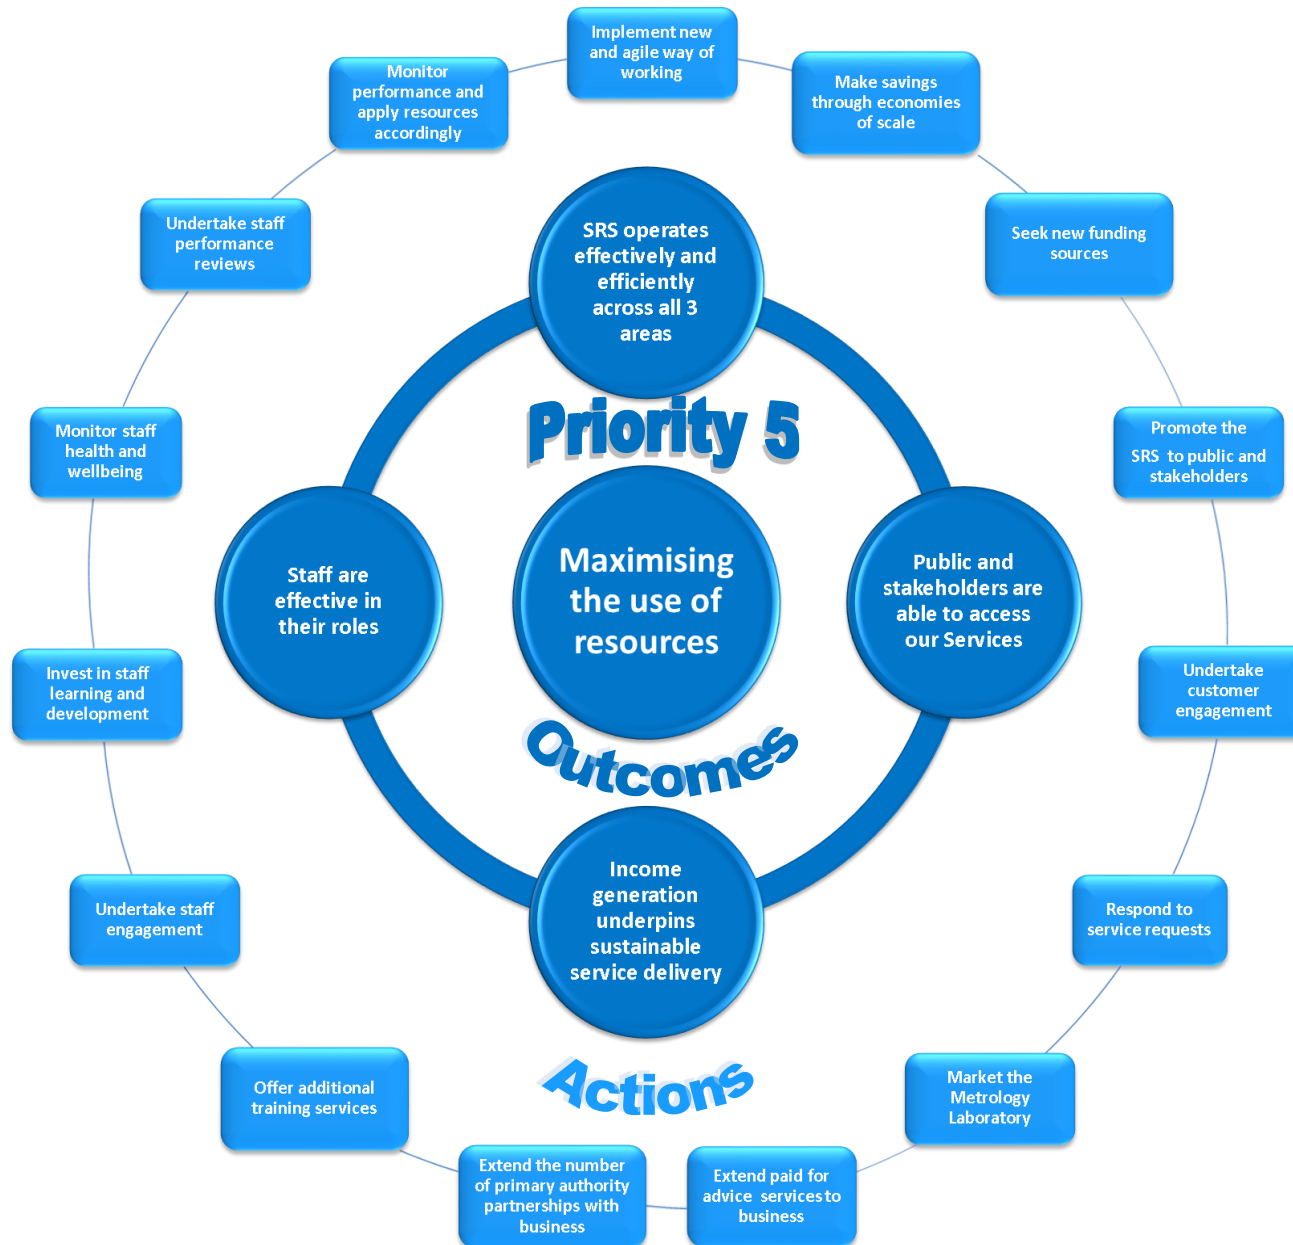 Implement new
and agile way of
working
Make savings
through economies
of scale
Seek new funding
sources
Promote the
SRS to public and
stakeholders
Undertake
customer
engagement
Respond to
service requests
Market the
Metrology
Laboratory
Extend paid for
advice services to
business
Extend the number
of primary authority
partnerships with
business
Offer additional
training services
Undertake staff
engagement
Invest in staff
learning and
development
Monitor staff
health and
wellbeing
Undertake staff
performance
reviews
Monitor
performance and
apply resources
accordingly
SRS operates
effectively and
efficiently
across all 3
areas
Priority 5
Maximising
the use of
resources
Staff are
effective in
their roles
Public and
stakeholders are
able to access
our Services
Outcomes
Income
generation
underpins
sustainable
service delivery
Actions